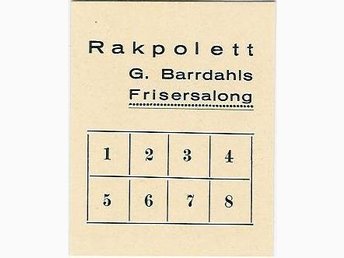 Rakpolett
G. Barrdahls
Frisersalong
1 2 3 4
5 6 7 8